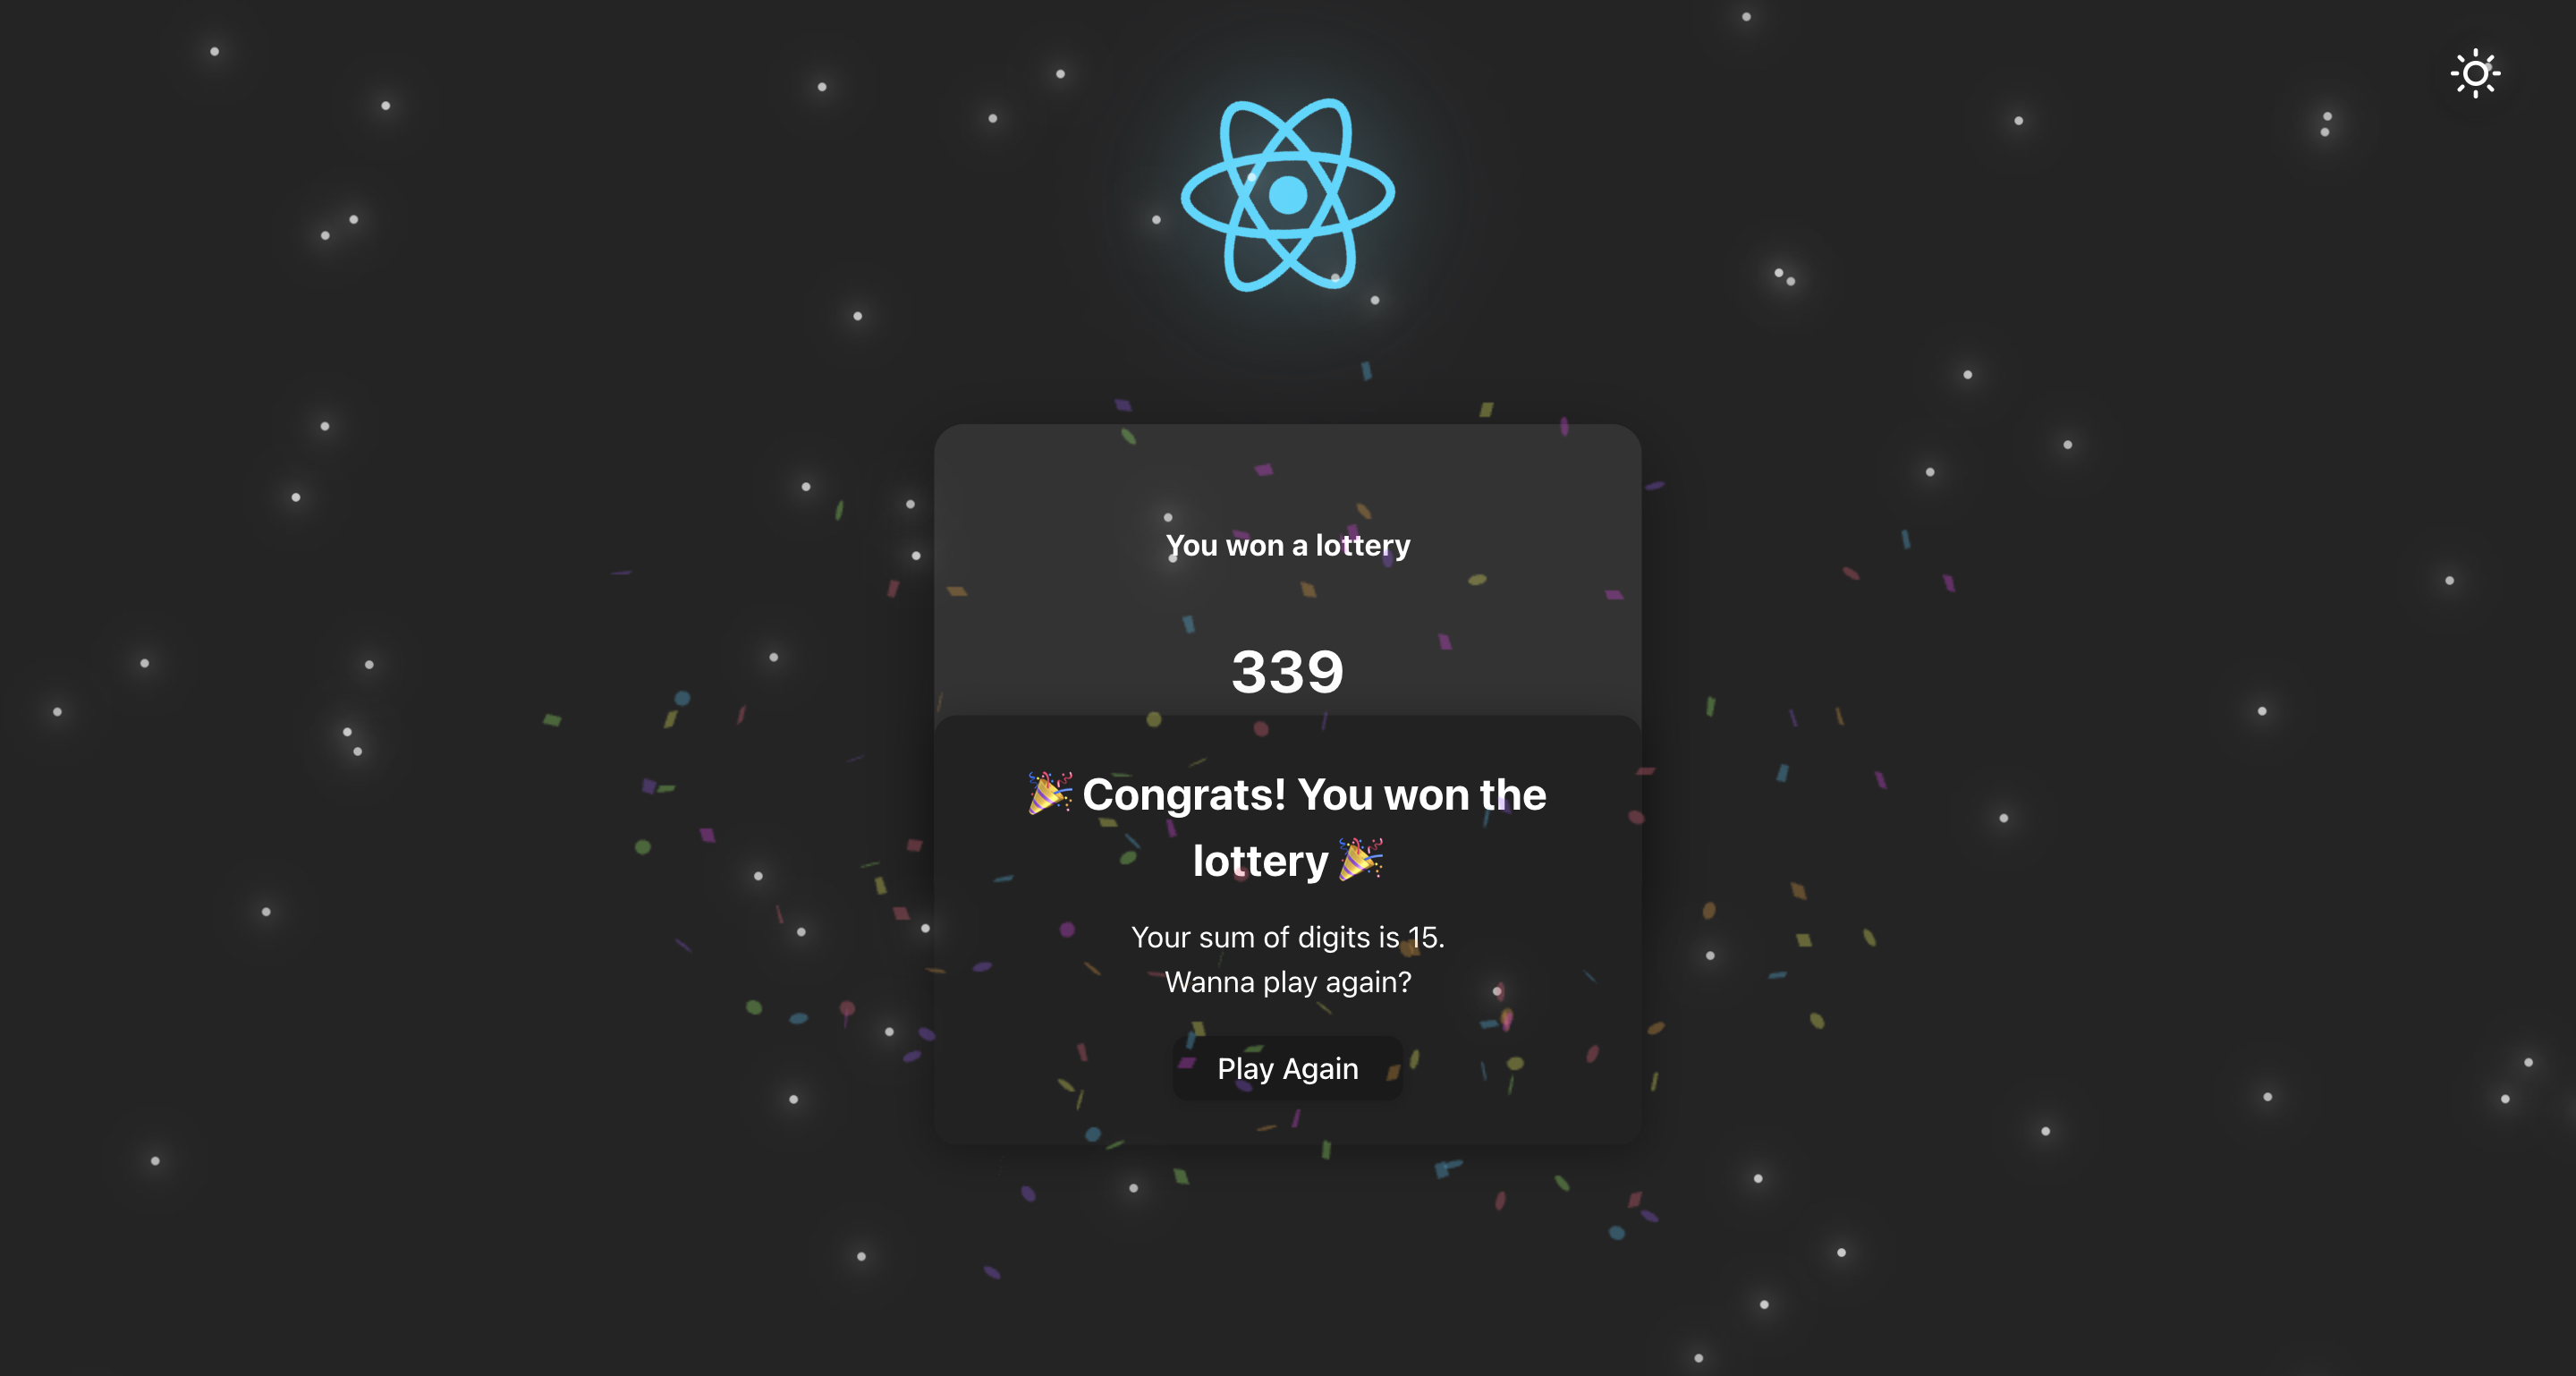 You won a lottery
339
🎉 Congrats! You won the
lottery 🎉
Your sum of digits is 15.
Wanna play again?
Play Again